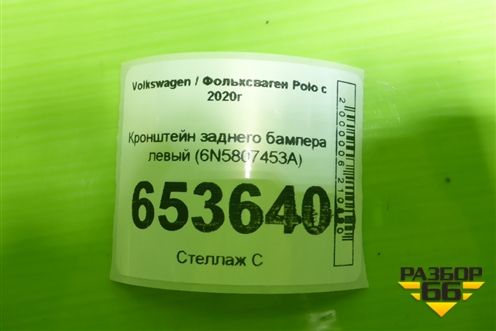 Volkswagen / Фольксваген Polo с
2020г
Кронштейн заднего бампера
левый (6N5807453A)
653640
Стеллаж С
РАЗБОР
66